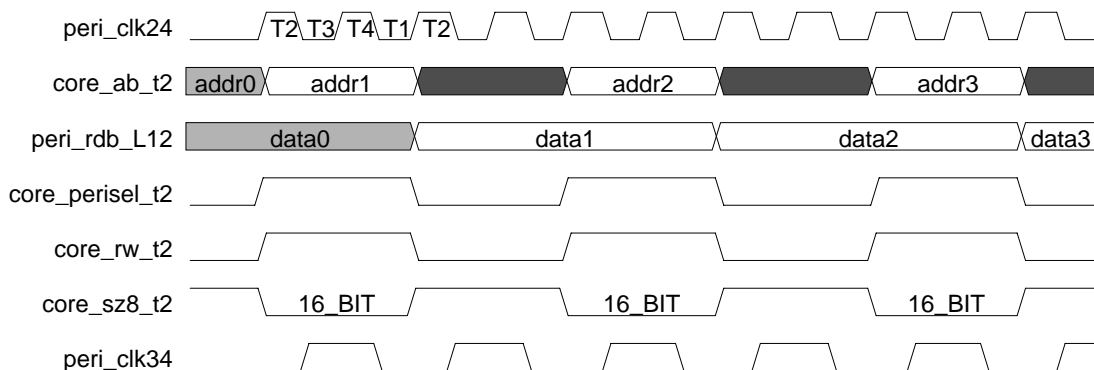 peri_clk24 T2 T3 T4 T1 T2
core_ab_t2 addr0 addr1 addr2 addr3
peri_rdb_L12 data0 data1 data2 data3
core_perisel_t2
core_rw_t2
core_sz8_t2 16_BIT 16_BIT 16_BIT
peri_clk34